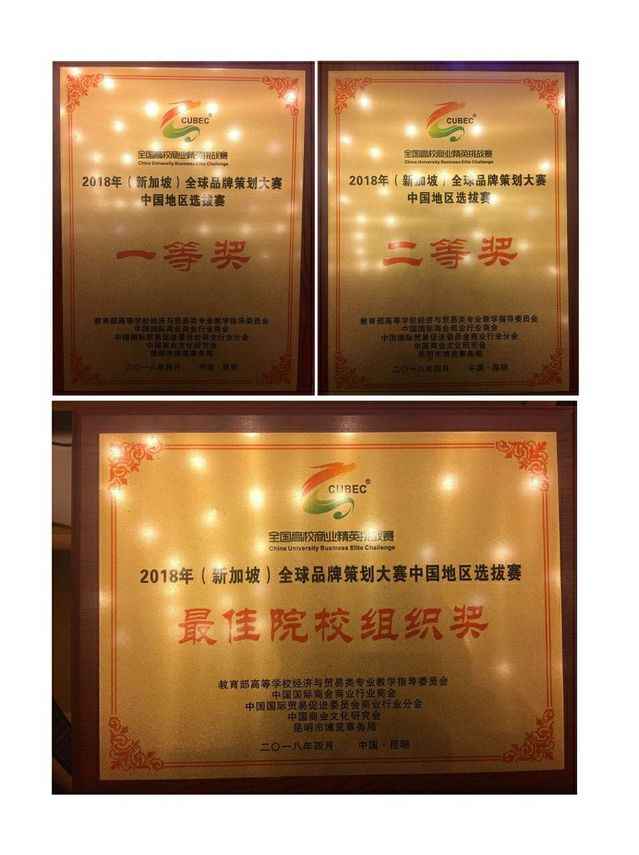 CUBEC
全国高校商业精英挑战赛
China University Business Elite Challenge
2018年（新加坡）全球品牌策划大赛
中国地区选拔赛
一等奖
教育部高等学校经济与贸易类专业教学指导委员会
中国国际商会商业行业商会
中国国际贸易促进委员会商业行业分会
中国商业文化研究会
昆明市博览事务局
二〇一八年四月 中国·昆明
CUBEC®
全国高校商业精英挑战赛
China University Business Elite Challenge
2018年（新加坡）全球品牌策划大赛
中国地区选拔赛
二等奖
教育部高等学校经济与贸易类专业教学指导委员会
中国国际商会商业行业商会
中国国际贸易促进委员会商业行业分会
中国商业文化研究会
昆明市博览事务局
二〇一八年四月 中国·昆明
CUBEC®
全国高校商业精英挑战赛
China University Business Elite Challenge
2018年（新加坡）全球品牌策划大赛中国地区选拔赛
最佳院校组织奖
教育部高等学校经济与贸易类专业教学指导委员会
中国国际商会商业行业商会
中国国际贸易促进委员会商业行业分会
中国商业文化研究会
昆明市博览事务局
二〇一八年四月 中国·昆明